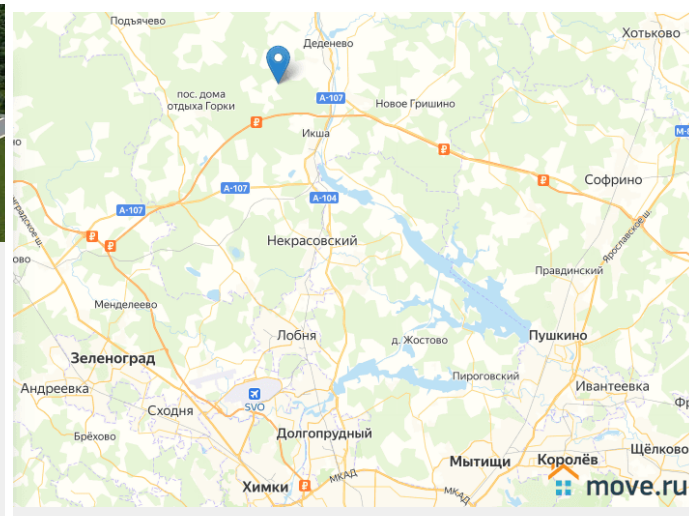 Подъячево
Хотьково
Деденево
пос. дома
отдыха Горки
А-107
Новое Гришино
Икша
Софрино
А-107
А-104
А-107
Ярославское ш.
Некрасовский
Правдинский
Менделеево
Лобня
д. Жостово
Пушкино
Зеленоград
Пироговский
Ивантеевка
Андреевка
SVO
Сходня
Брёхово
Долгопрудный
Щёлково
Мытищи
Королёв
Химки
МКАД
МКАД
move.ru